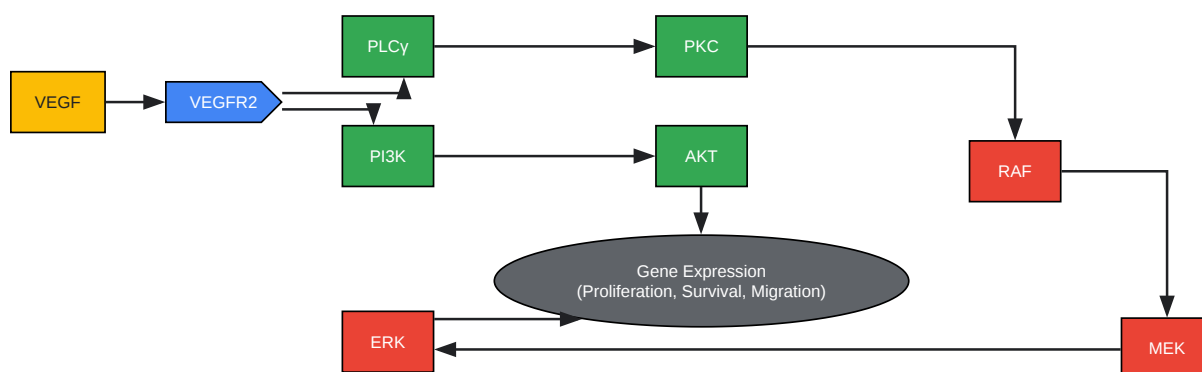 VEGF
VEGFR2
PLCγ
PKC
PI3K
AKT
RAF
Gene Expression
(Proliferation, Survival, Migration)
ERK
MEK